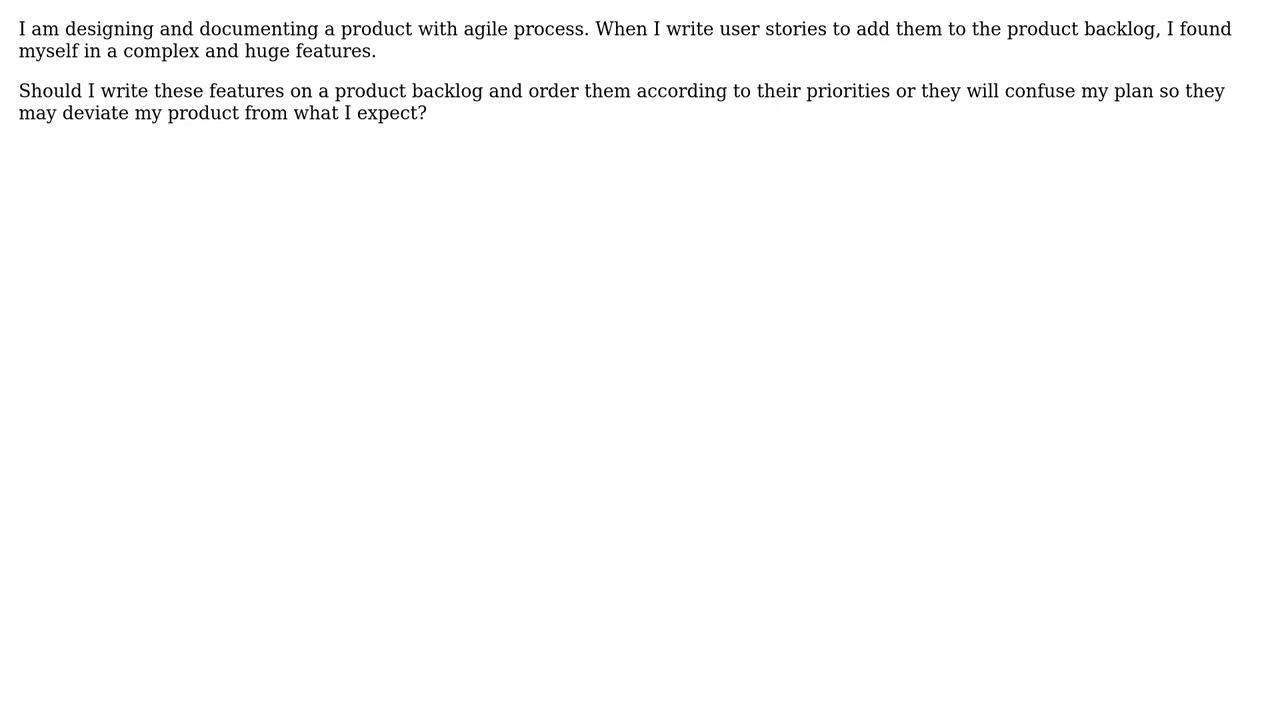 I am designing and documenting a product with agile process. When I write user stories to add them to the product backlog, I found
myself in a complex and huge features.
Should I write these features on a product backlog and order them according to their priorities or they will confuse my plan so they
may deviate my product from what I expect?